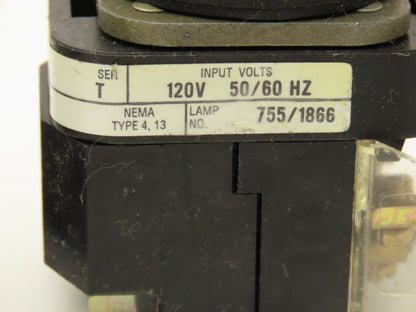 SER
T
INPUT VOLTS
120V 50/60 HZ
NEMA
TYPE 4, 13
LAMP
NO.
755/1866